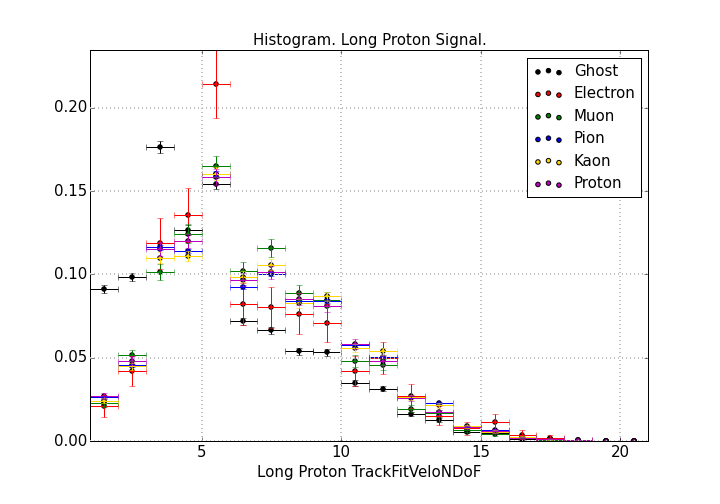 Histogram. Long Proton Signal.
Ghost
Electron
Muon
Pion
Kaon
Proton
0.20
0.15
0.10
0.05
0.00
5
10
15
20
Long Proton TrackFitVeloNDoF